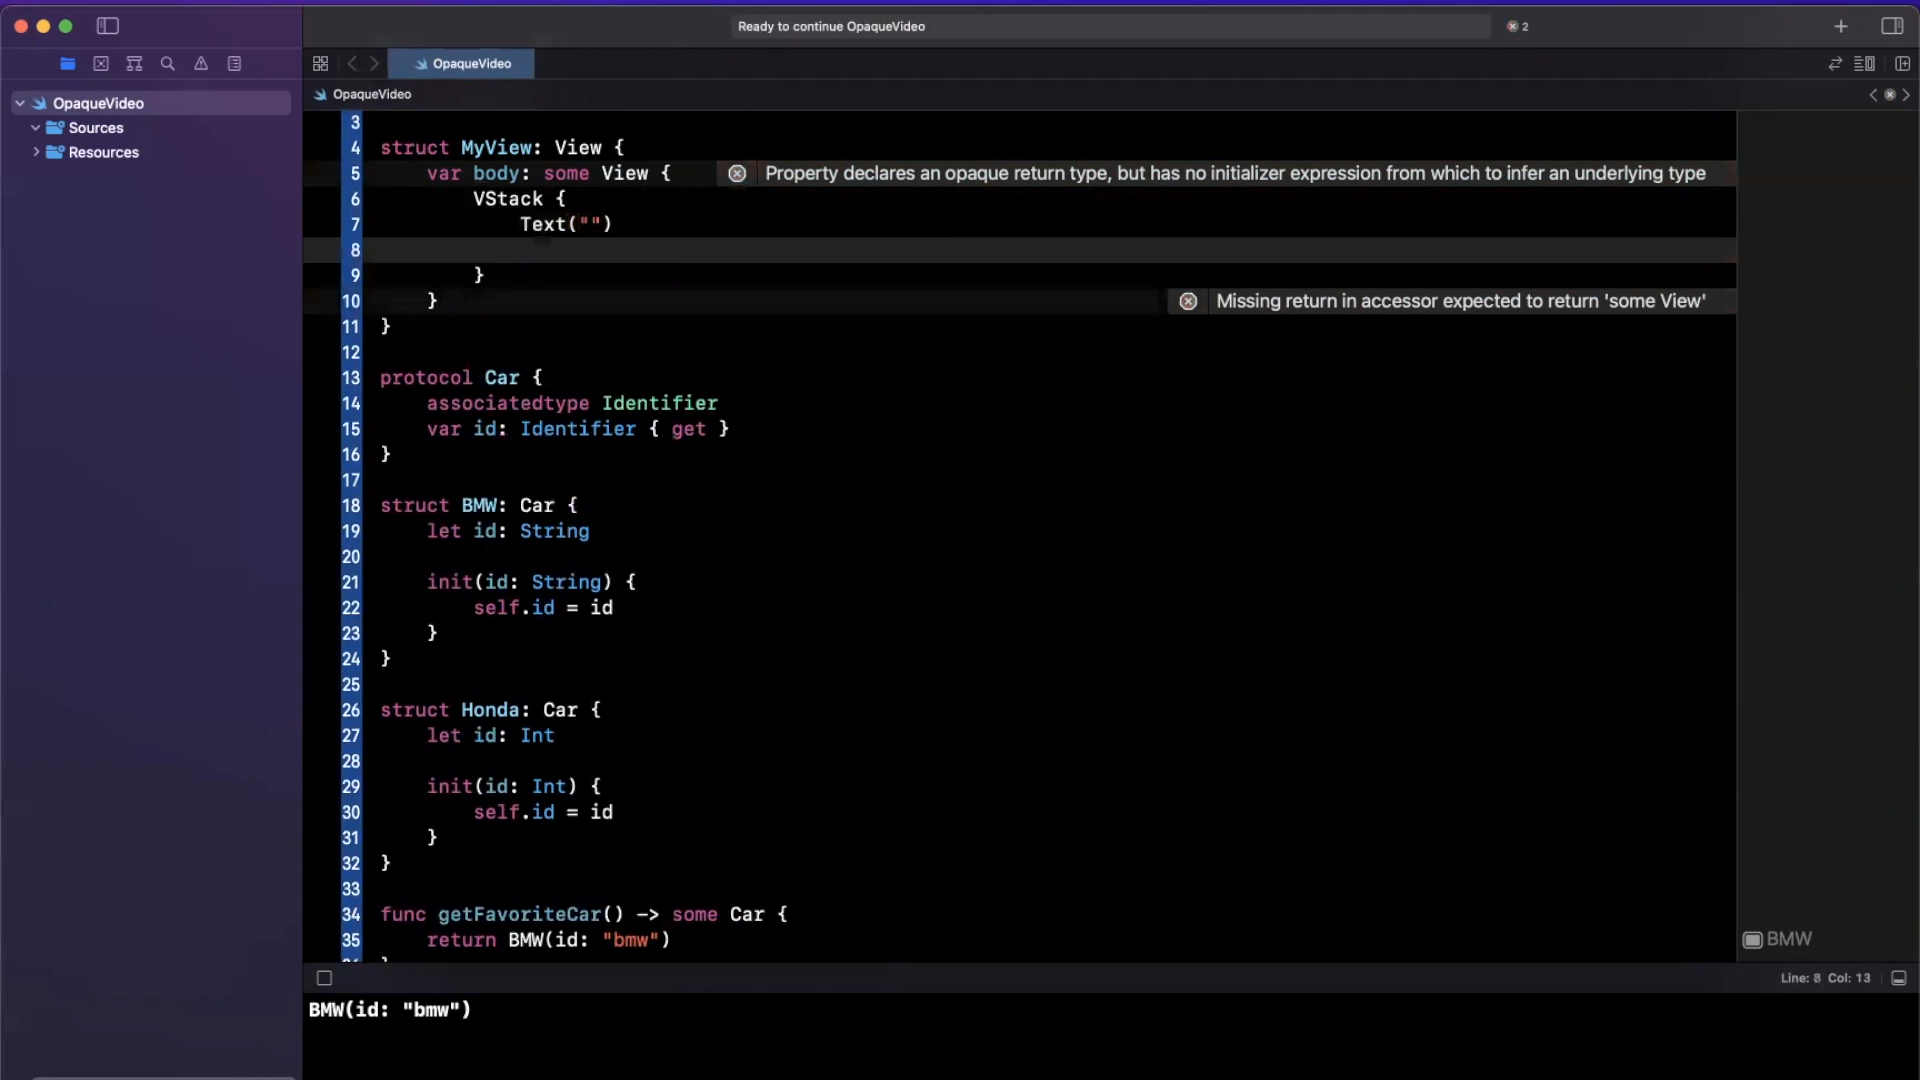 Ready to continue OpaqueVideo
2
OpaqueVideo
OpaqueVideo
OpaqueVideo
Sources
Resources
3
4 struct MyView: View {
5 var body: some View { Property declares an opaque return type, but has no initializer expression from which to infer an underlying type
6 VStack {
7 Text("")
8
9 }
10 } Missing return in accessor expected to return 'some View'
11 }
12
13 protocol Car {
14 associatedtype Identifier
15 var id: Identifier { get }
16 }
17
18 struct BMW: Car {
19 let id: String
20
21 init(id: String) {
22 self.id = id
23 }
24 }
25
26 struct Honda: Car {
27 let id: Int
28
29 init(id: Int) {
30 self.id = id
31 }
32 }
33
34 func getFavoriteCar() -> some Car {
35 return BMW(id: "bmw")
BMW
Line: 8 Col: 13
BMW(id: "bmw")